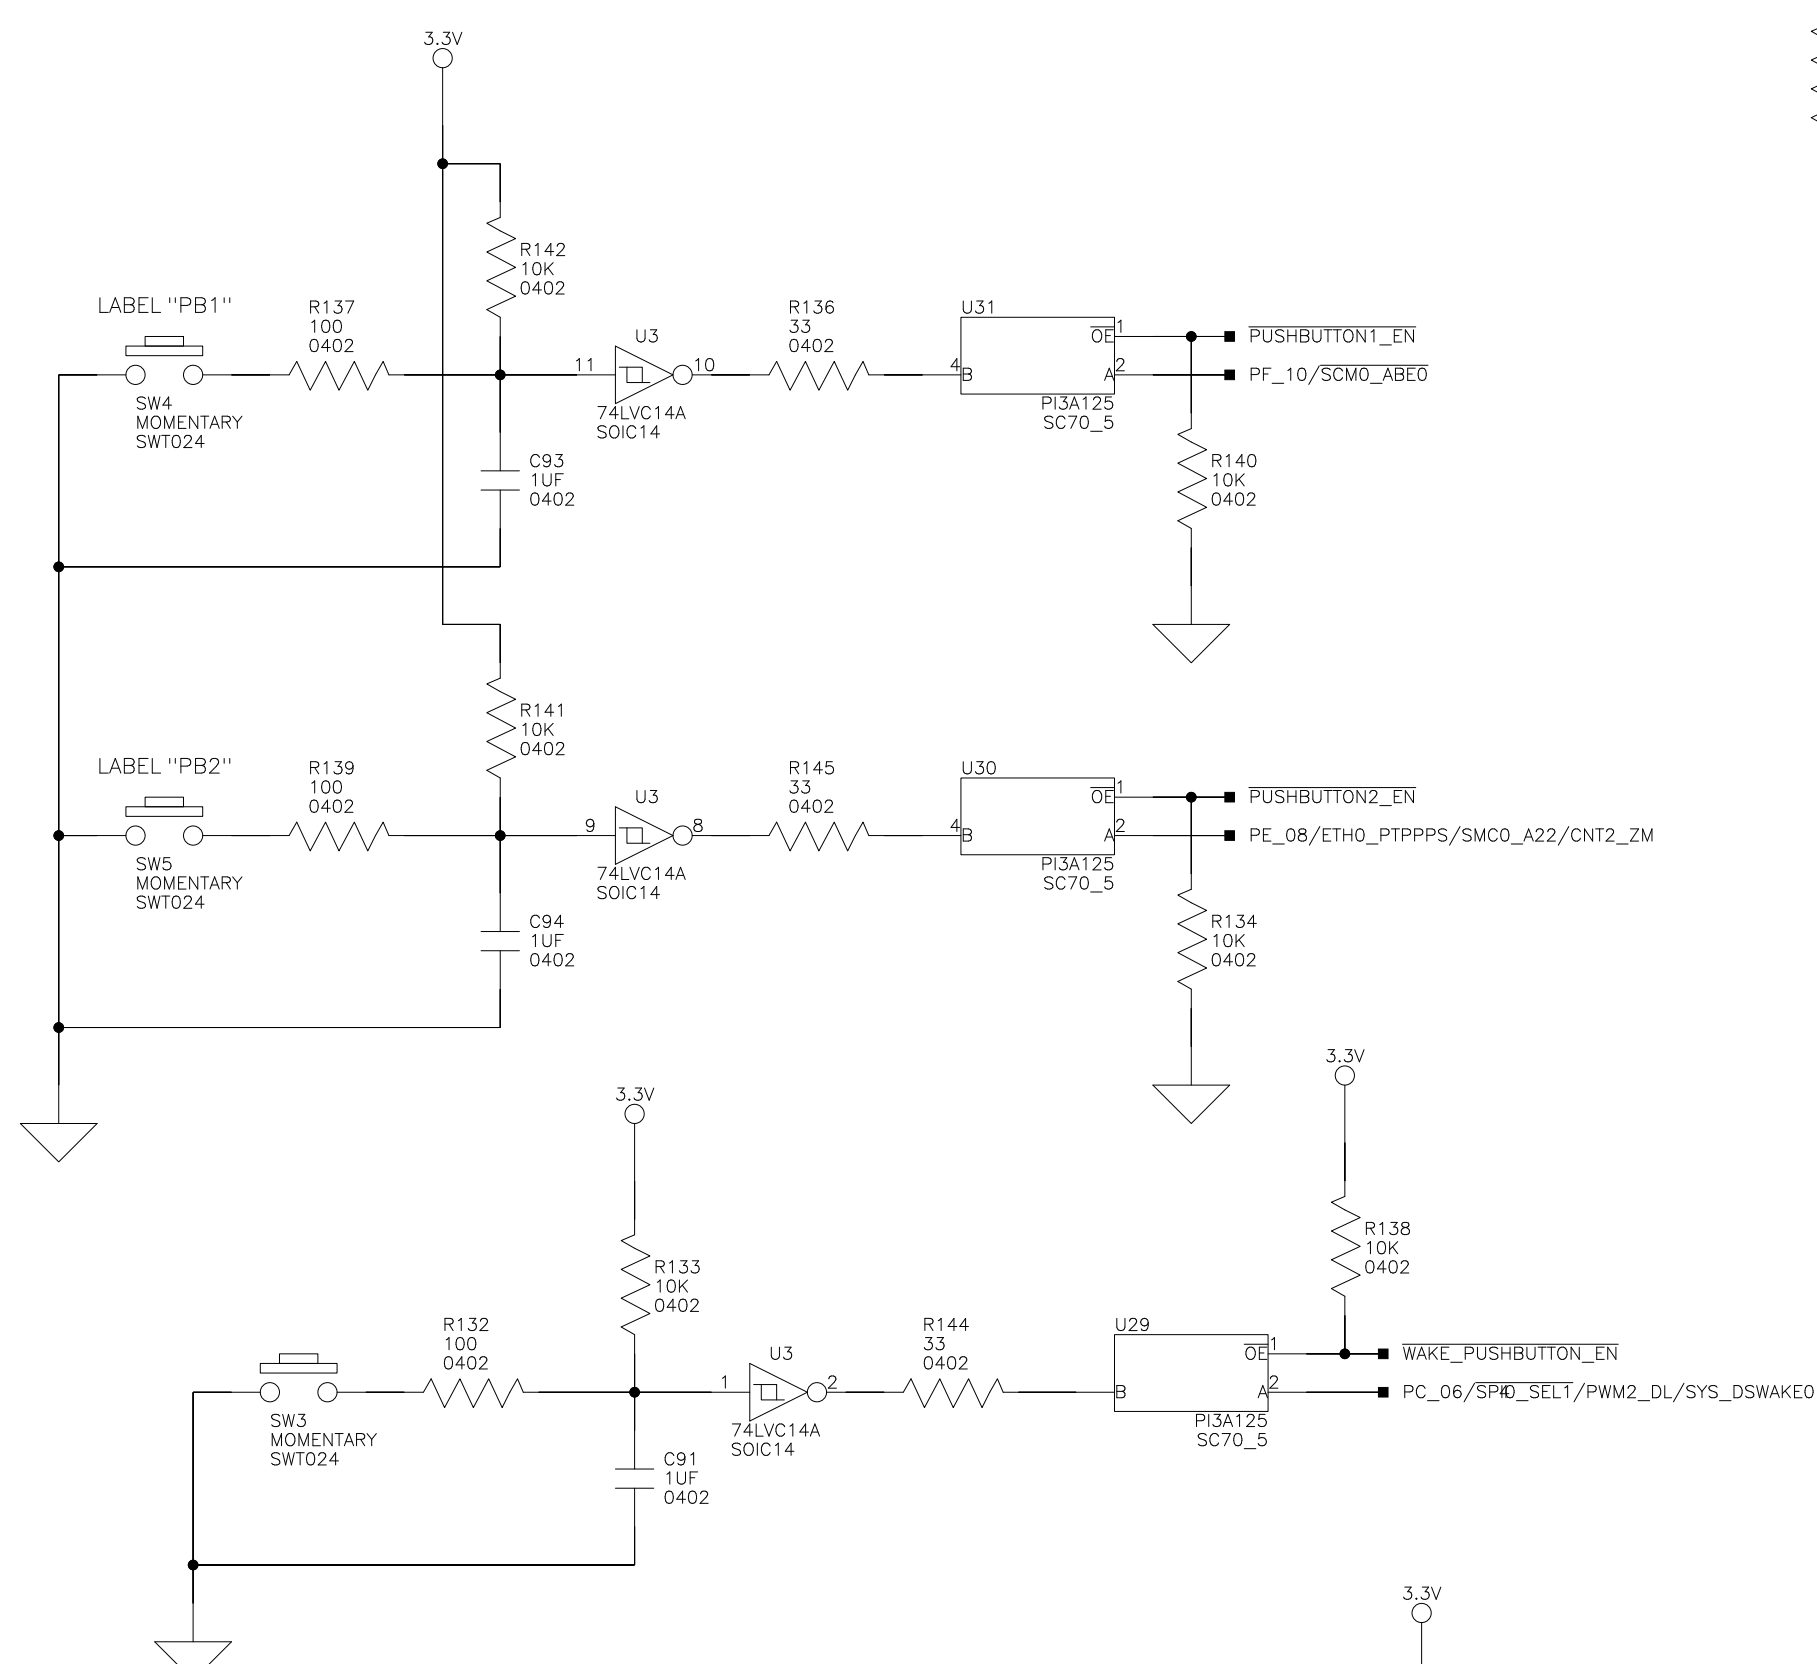 3.3V
R142
10K
0402
LABEL "PB1"
R137
100
0402
SW4
MOMENTARY
SWT024
U3
11
10
74LVC14A
SOIC14
C93
1UF
0402
R136
33
0402
U31
4
B
OE
1
A
2
PI3A125
SC70_5
PUSHBUTTON1_EN
PF_10/SCM0_ABE0
R140
10K
0402
R141
10K
0402
LABEL "PB2"
R139
100
0402
SW5
MOMENTARY
SWT024
U3
9
8
74LVC14A
SOIC14
C94
1UF
0402
R145
33
0402
U30
4
B
OE
1
A
2
PI3A125
SC70_5
PUSHBUTTON2_EN
PE_08/ETH0_PTPPPS/SMC0_A22/CNT2_ZM
R134
10K
0402
3.3V
R133
10K
0402
R132
100
0402
SW3
MOMENTARY
SWT024
U3
1
2
74LVC14A
SOIC14
C91
1UF
0402
R144
33
0402
3.3V
R138
10K
0402
U29
B
OE
1
A
2
PI3A125
SC70_5
WAKE_PUSHBUTTON_EN
PC_06/SPI0_SEL1/PWM2_DL/SYS_DSWAKE0
3.3V